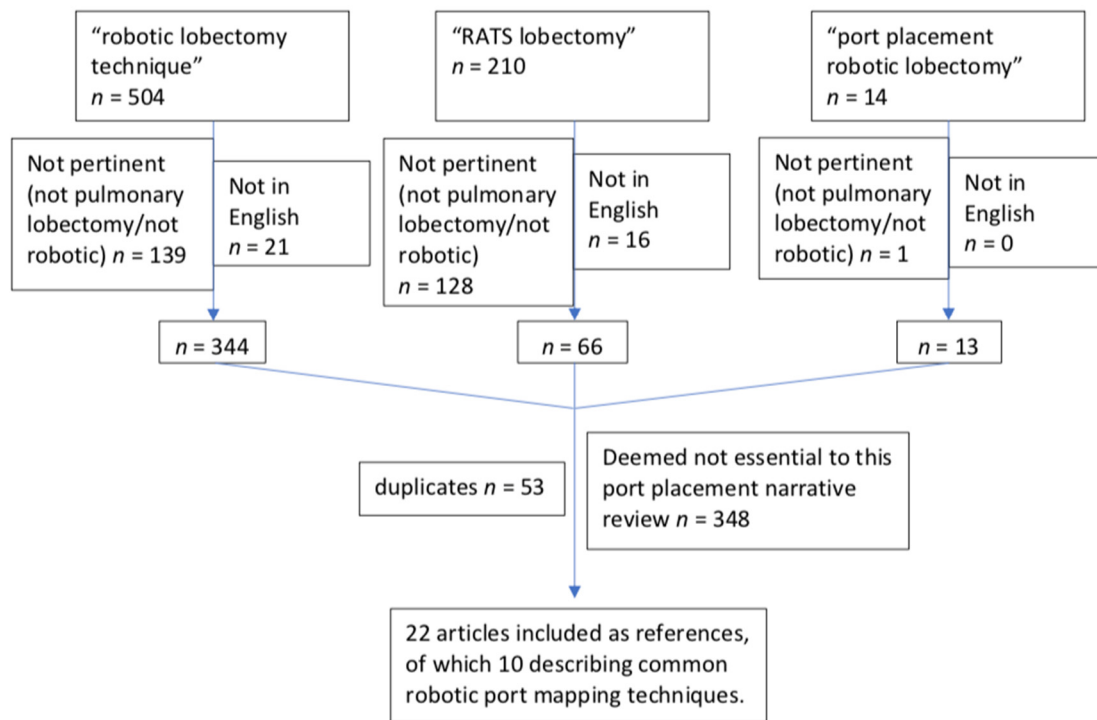 “robotic lobectomy
technique”
n = 504
“RATS lobectomy”
n = 210
“port placement
robotic lobectomy”
n = 14
Not pertinent
(not pulmonary
lobectomy/not
robotic) n = 139
Not in
English
n = 21
Not pertinent
(not pulmonary
lobectomy/not
robotic)
n = 128
Not in
English
n = 16
Not pertinent
(not pulmonary
lobectomy/not
robotic) n = 1
Not in
English
n = 0
n = 344
n = 66
n = 13
duplicates n = 53
Deemed not essential to this
port placement narrative
review n = 348
22 articles included as references,
of which 10 describing common
robotic port mapping techniques.